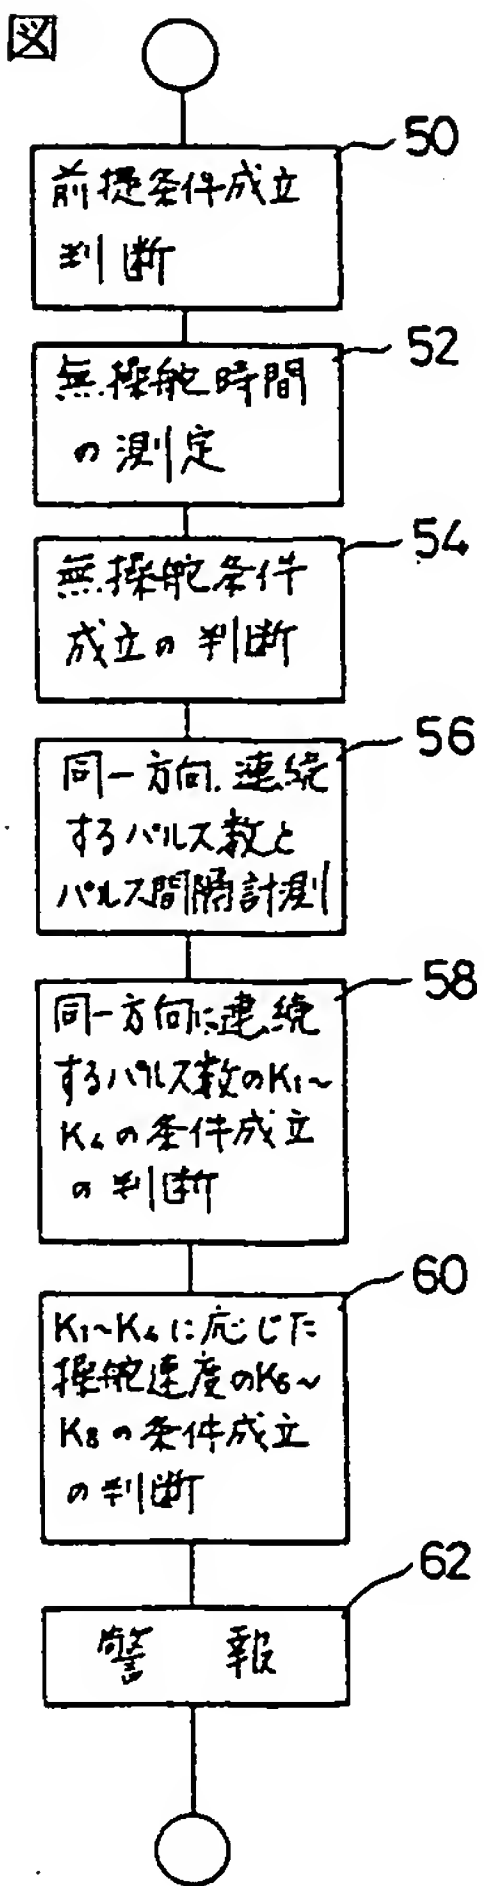 図
50
前提条件成立
判断
52
無操舵時間
の測定
54
無操舵条件
成立の判断
56
同一方向、連続
するパルス数と
パルス間隔計測
58
同一方向に連続
するパルス数のK₁~
K₄の条件成立
の判断
60
K₁~K₄に応じた
操舵速度のK₅~
K₈の条件成立
の判断
62
警 報